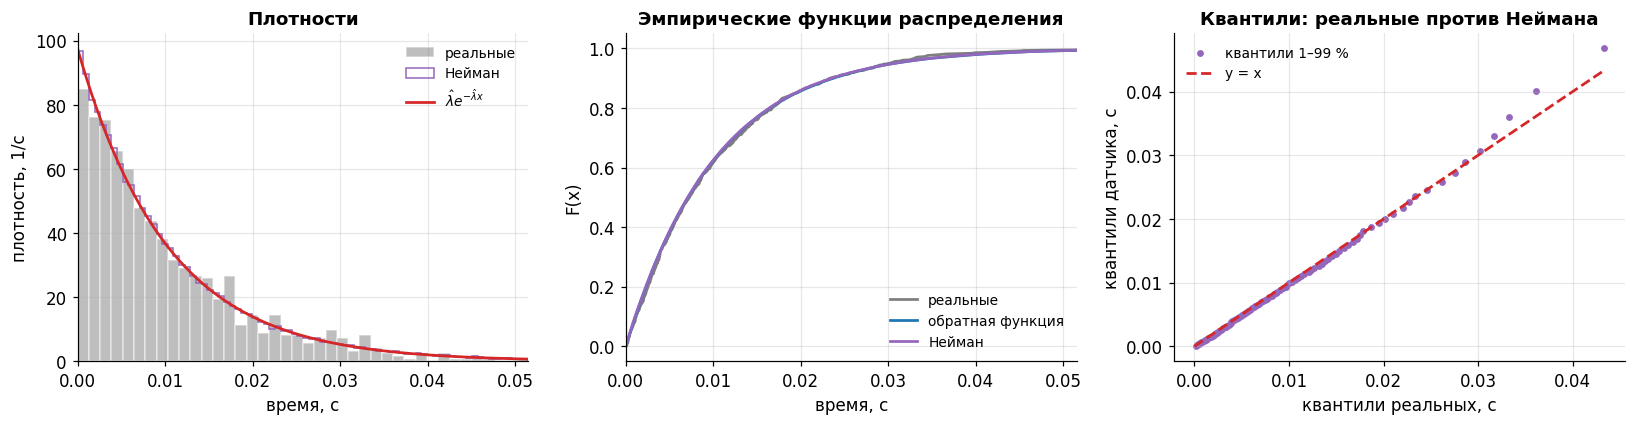 Плотности
плотность, 1/с
100
80
60
40
20
0
0.00 0.01 0.02 0.03 0.04 0.05
время, с
реальные
Нейман
λ̂e^{−λ̂x}
Эмпирические функции распределения
F(x)
1.0
0.8
0.6
0.4
0.2
0.0
0.00 0.01 0.02 0.03 0.04 0.05
время, с
реальные
обратная функция
Нейман
Квантили: реальные против Неймана
квантили датчика, с
0.04
0.03
0.02
0.01
0.00
0.00 0.01 0.02 0.03 0.04
квантили реальных, с
квантили 1–99 %
y = x